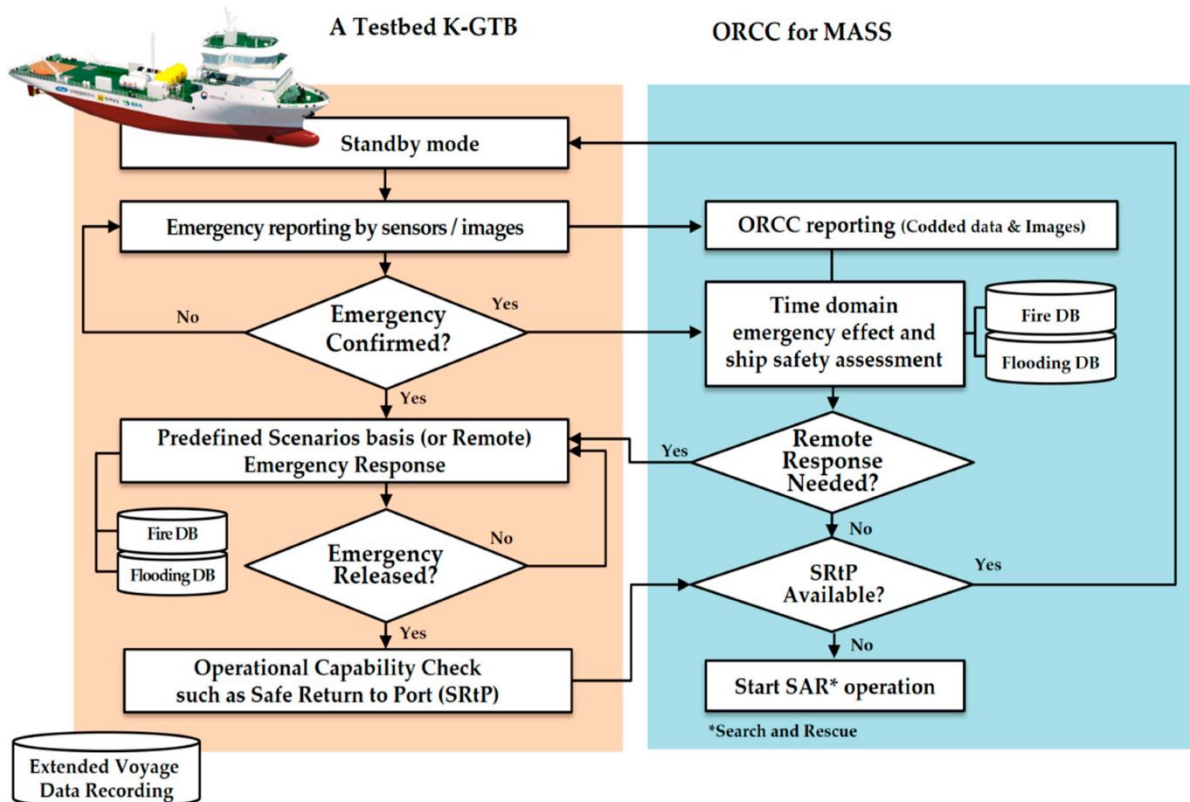 A Testbed K-GTB
ORCC for MASS
Standby mode
Emergency reporting by sensors / images
ORCC reporting (Codded data & Images)
No
Emergency
Confirmed?
Yes
Time domain
emergency effect and
ship safety assessment
Fire DB
Flooding DB
Yes
Predefined Scenarios basis (or Remote)
Emergency Response
Yes
Remote
Response
Needed?
No
Fire DB
Flooding DB
Emergency
Released?
No
SRtP
Available?
Yes
Yes
No
Operational Capability Check
such as Safe Return to Port (SRtP)
Start SAR* operation
*Search and Rescue
Extended Voyage
Data Recording